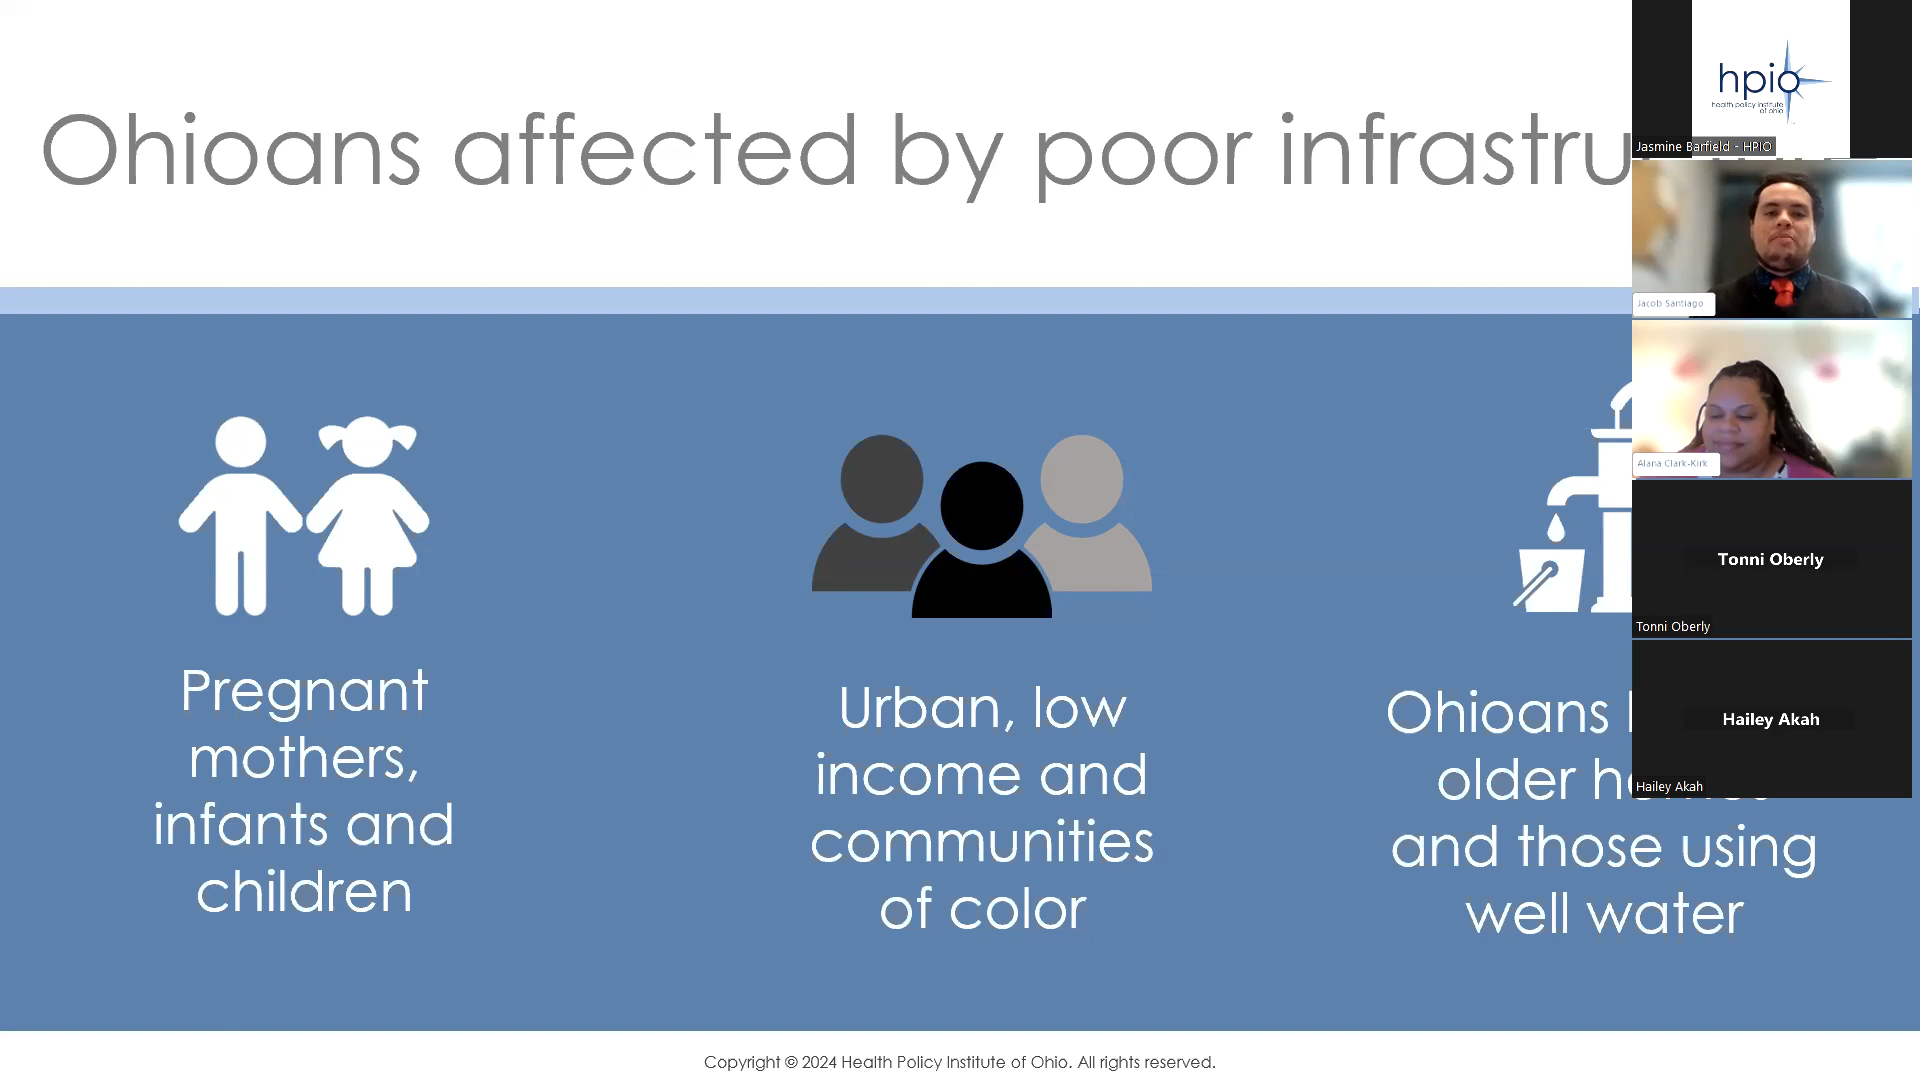 Ohioans affected by poor
hpio
health policy institute
of ohio
Jasmine Barfield - HPIO
Jacob Santiago
Alana Clark-Kirk
Tonni Oberly
Tonni Oberly
Hailey Akah
Hailey Akah
Pregnant
mothers,
infants and
children
Urban, low
income and
communities
of color
Ohioans
older
and those using
well water
Copyright © 2024 Health Policy Institute of Ohio. All rights reserved.